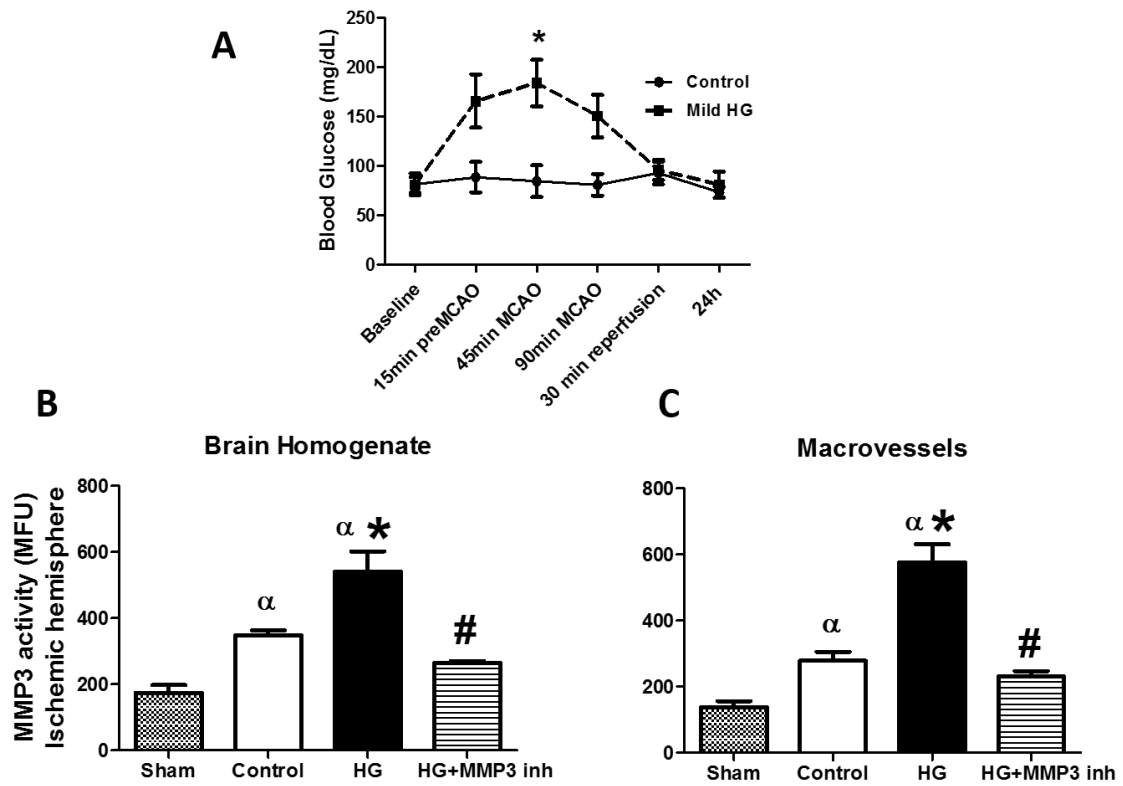 A
250
200
150
100
50
0
Blood Glucose (mg/dL)
*
Control
Mild HG
Baseline
15min preMCAO
45min MCAO
90min MCAO
30 min reperfusion
24h
B
Brain Homogenate
MMP3 activity (MFU)
Ischemic hemisphere
800
600
400
200
0
α
α *
#
Sham
Control
HG
HG+MMP3 inh
C
Macrovessels
800
600
400
200
0
α
α *
#
Sham
Control
HG
HG+MMP3 inh